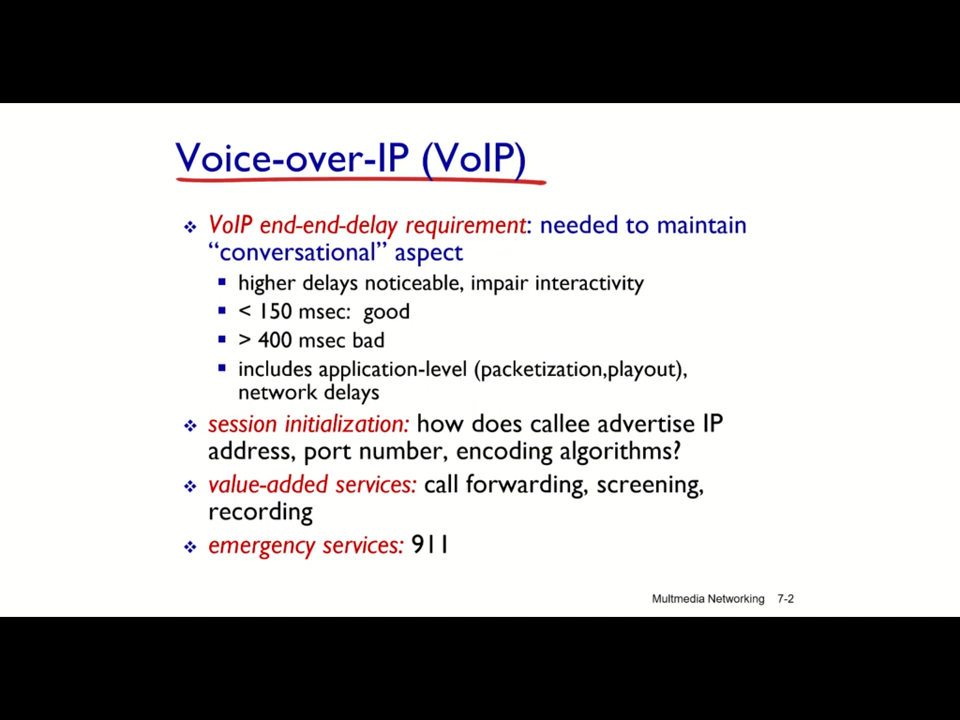 Voice-over-IP (VoIP)
❖ VoIP end-end-delay requirement: needed to maintain
“conversational” aspect
▪ higher delays noticeable, impair interactivity
▪ < 150 msec: good
▪ > 400 msec bad
▪ includes application-level (packetization,playout),
network delays
❖ session initialization: how does callee advertise IP
address, port number, encoding algorithms?
❖ value-added services: call forwarding, screening,
recording
❖ emergency services: 911
Multmedia Networking 7-2